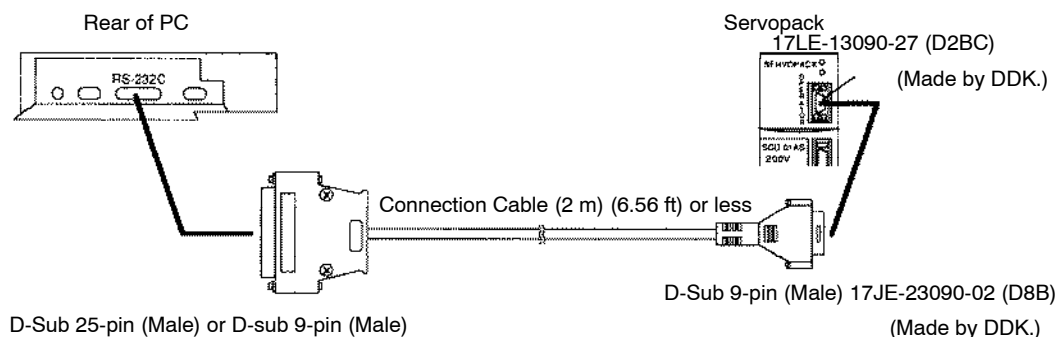 Rear of PC
Servopack
17LE-13090-27 (D2BC)
(Made by DDK.)
RS-232C
SERVOPACK
200V
Connection Cable (2 m) (6.56 ft) or less
D-Sub 9-pin (Male) 17JE-23090-02 (D8B)
(Made by DDK.)
D-Sub 25-pin (Male) or D-sub 9-pin (Male)